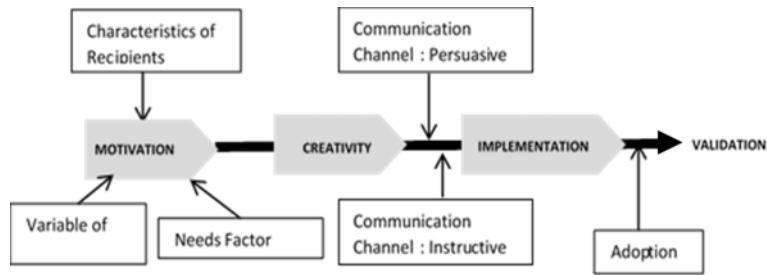 Characteristics of
Recipients
Communication
Channel : Persuasive
MOTIVATION
CREATIVITY
IMPLEMENTATION
VALIDATION
Variable of
Needs Factor
Communication
Channel : Instructive
Adoption